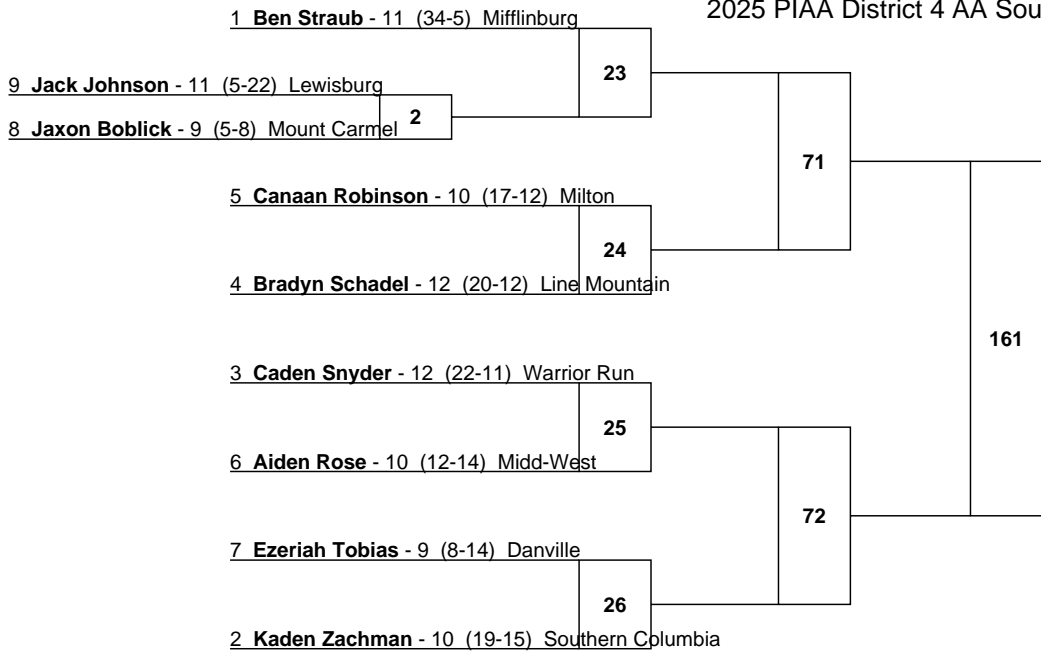 2025 PIAA District 4 AA Sou
1 Ben Straub - 11 (34-5) Mifflinburg
23
9 Jack Johnson - 11 (5-22) Lewisburg
2
8 Jaxon Boblick - 9 (5-8) Mount Carmel
71
5 Canaan Robinson - 10 (17-12) Milton
24
4 Bradyn Schadel - 12 (20-12) Line Mountain
161
3 Caden Snyder - 12 (22-11) Warrior Run
25
6 Aiden Rose - 10 (12-14) Midd-West
72
7 Ezeriah Tobias - 9 (8-14) Danville
26
2 Kaden Zachman - 10 (19-15) Southern Columbia